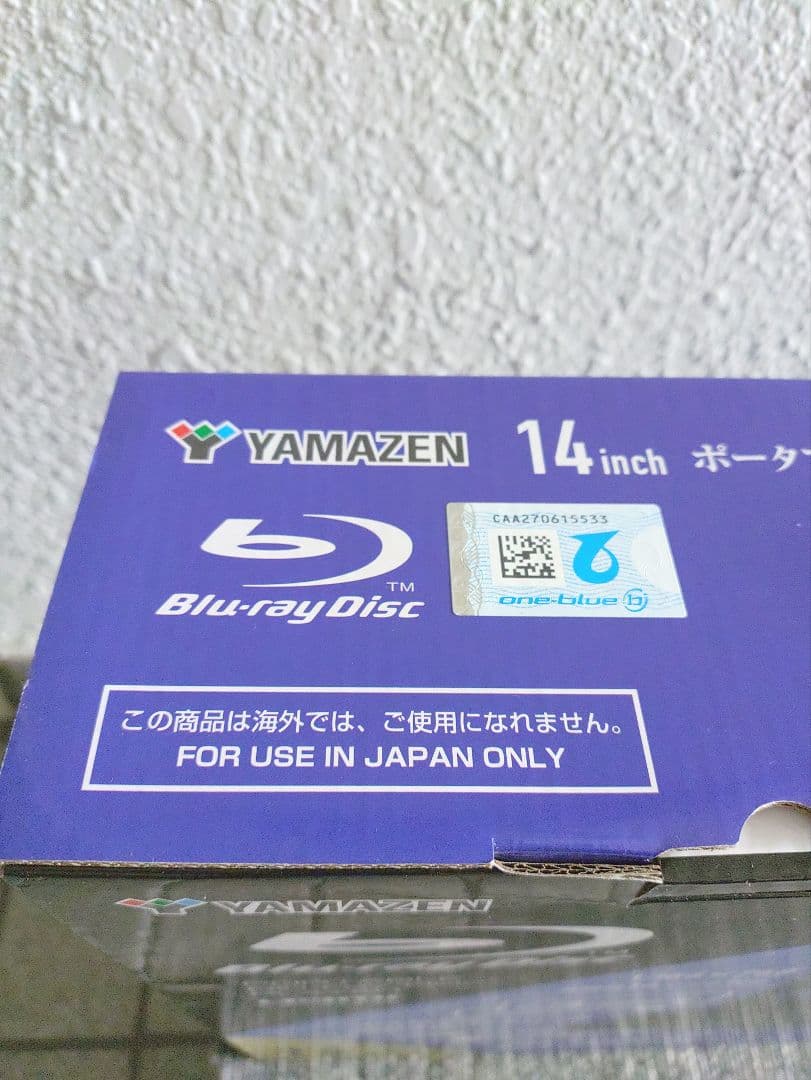 YAMAZEN
14inch ポータ
CAA270615533
one-blue
Blu-ray Disc TM
この商品は海外では、ご使用になれません。
FOR USE IN JAPAN ONLY
YAMAZEN